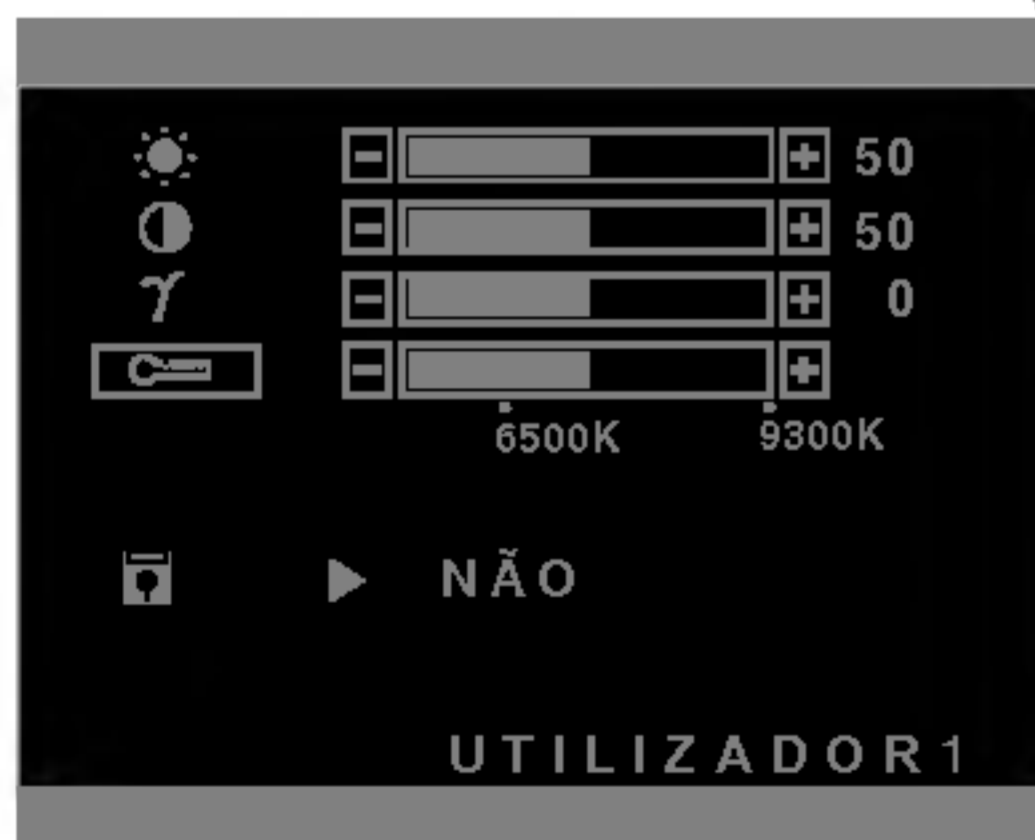 - + 50
- + 50
γ - + 0
- +
6500K 9300K
NÃO
UTILIZADOR1